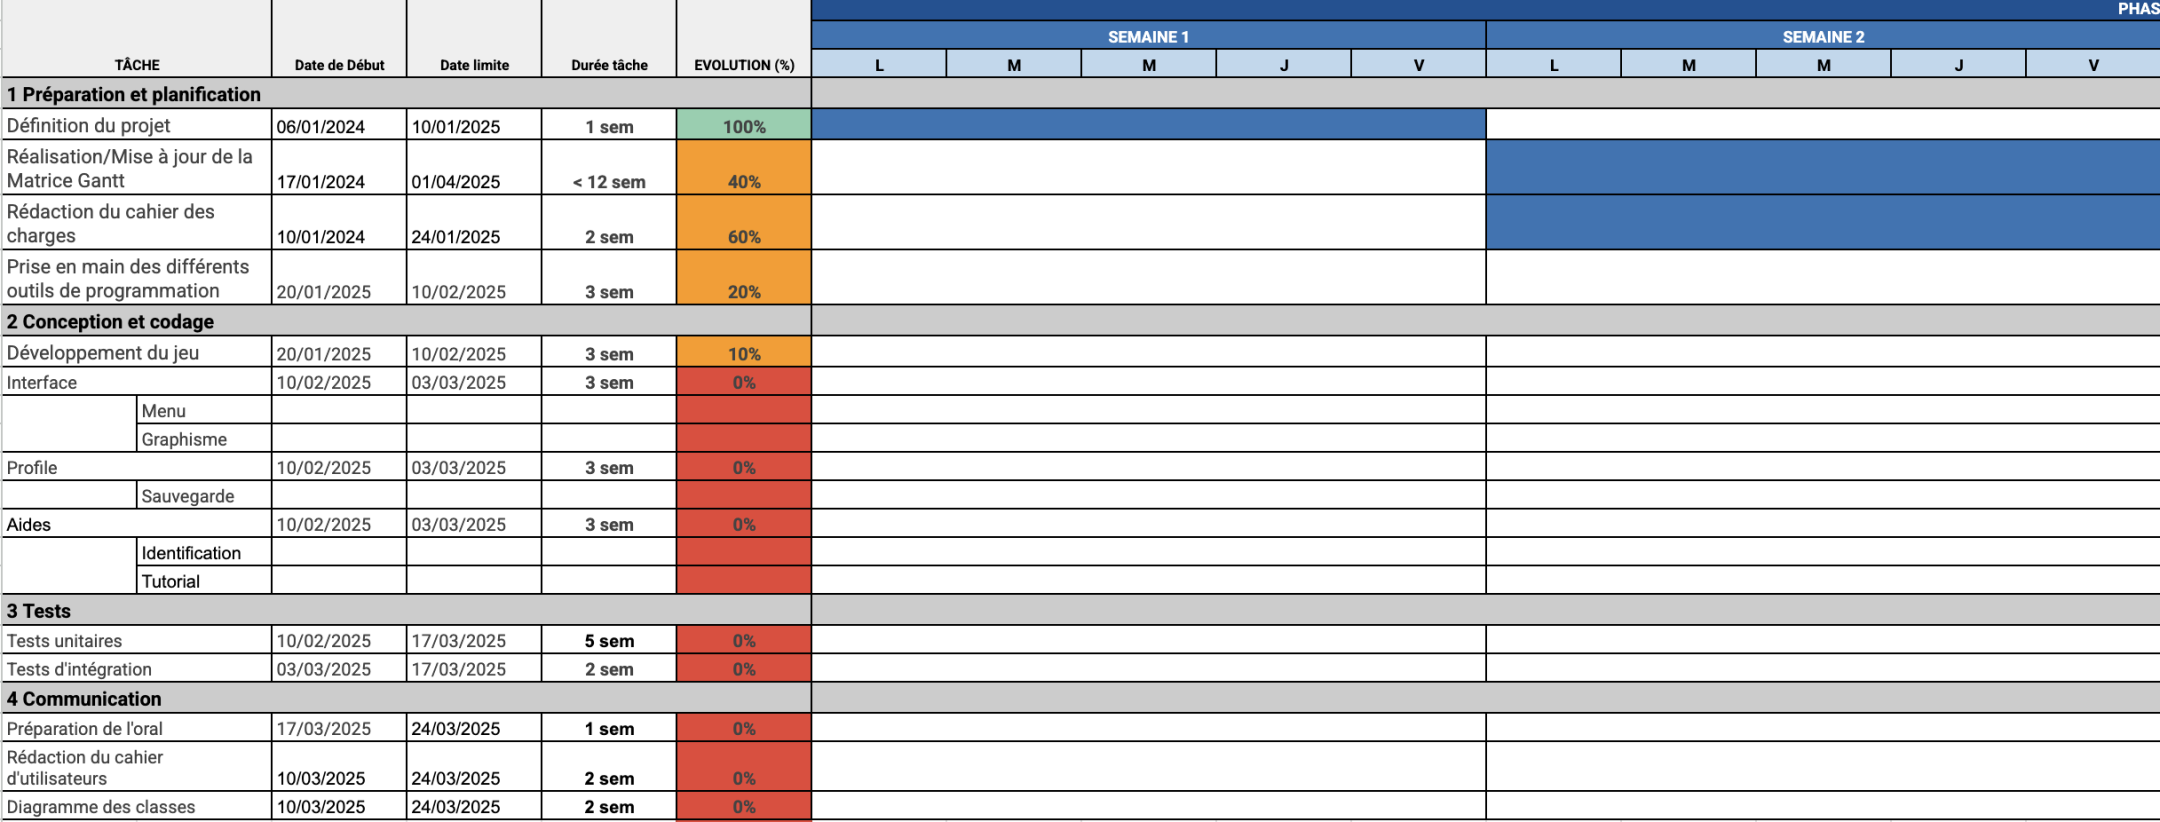 PHAS
SEMAINE 1 SEMAINE 2
TÂCHE Date de Début Date limite Durée tâche EVOLUTION (%) L M M J V L M M J V
1 Préparation et planification
Définition du projet 06/01/2024 10/01/2025 1 sem 100%
Réalisation/Mise à jour de la
Matrice Gantt 17/01/2024 01/04/2025 < 12 sem 40%
Rédaction du cahier des
charges 10/01/2024 24/01/2025 2 sem 60%
Prise en main des différents
outils de programmation 20/01/2025 10/02/2025 3 sem 20%
2 Conception et codage
Développement du jeu 20/01/2025 10/02/2025 3 sem 10%
Interface 10/02/2025 03/03/2025 3 sem 0%
Menu
Graphisme
Profile 10/02/2025 03/03/2025 3 sem 0%
Sauvegarde
Aides 10/02/2025 03/03/2025 3 sem 0%
Identification
Tutorial
3 Tests
Tests unitaires 10/02/2025 17/03/2025 5 sem 0%
Tests d'intégration 03/03/2025 17/03/2025 2 sem 0%
4 Communication
Préparation de l'oral 17/03/2025 24/03/2025 1 sem 0%
Rédaction du cahier
d'utilisateurs 10/03/2025 24/03/2025 2 sem 0%
Diagramme des classes 10/03/2025 24/03/2025 2 sem 0%